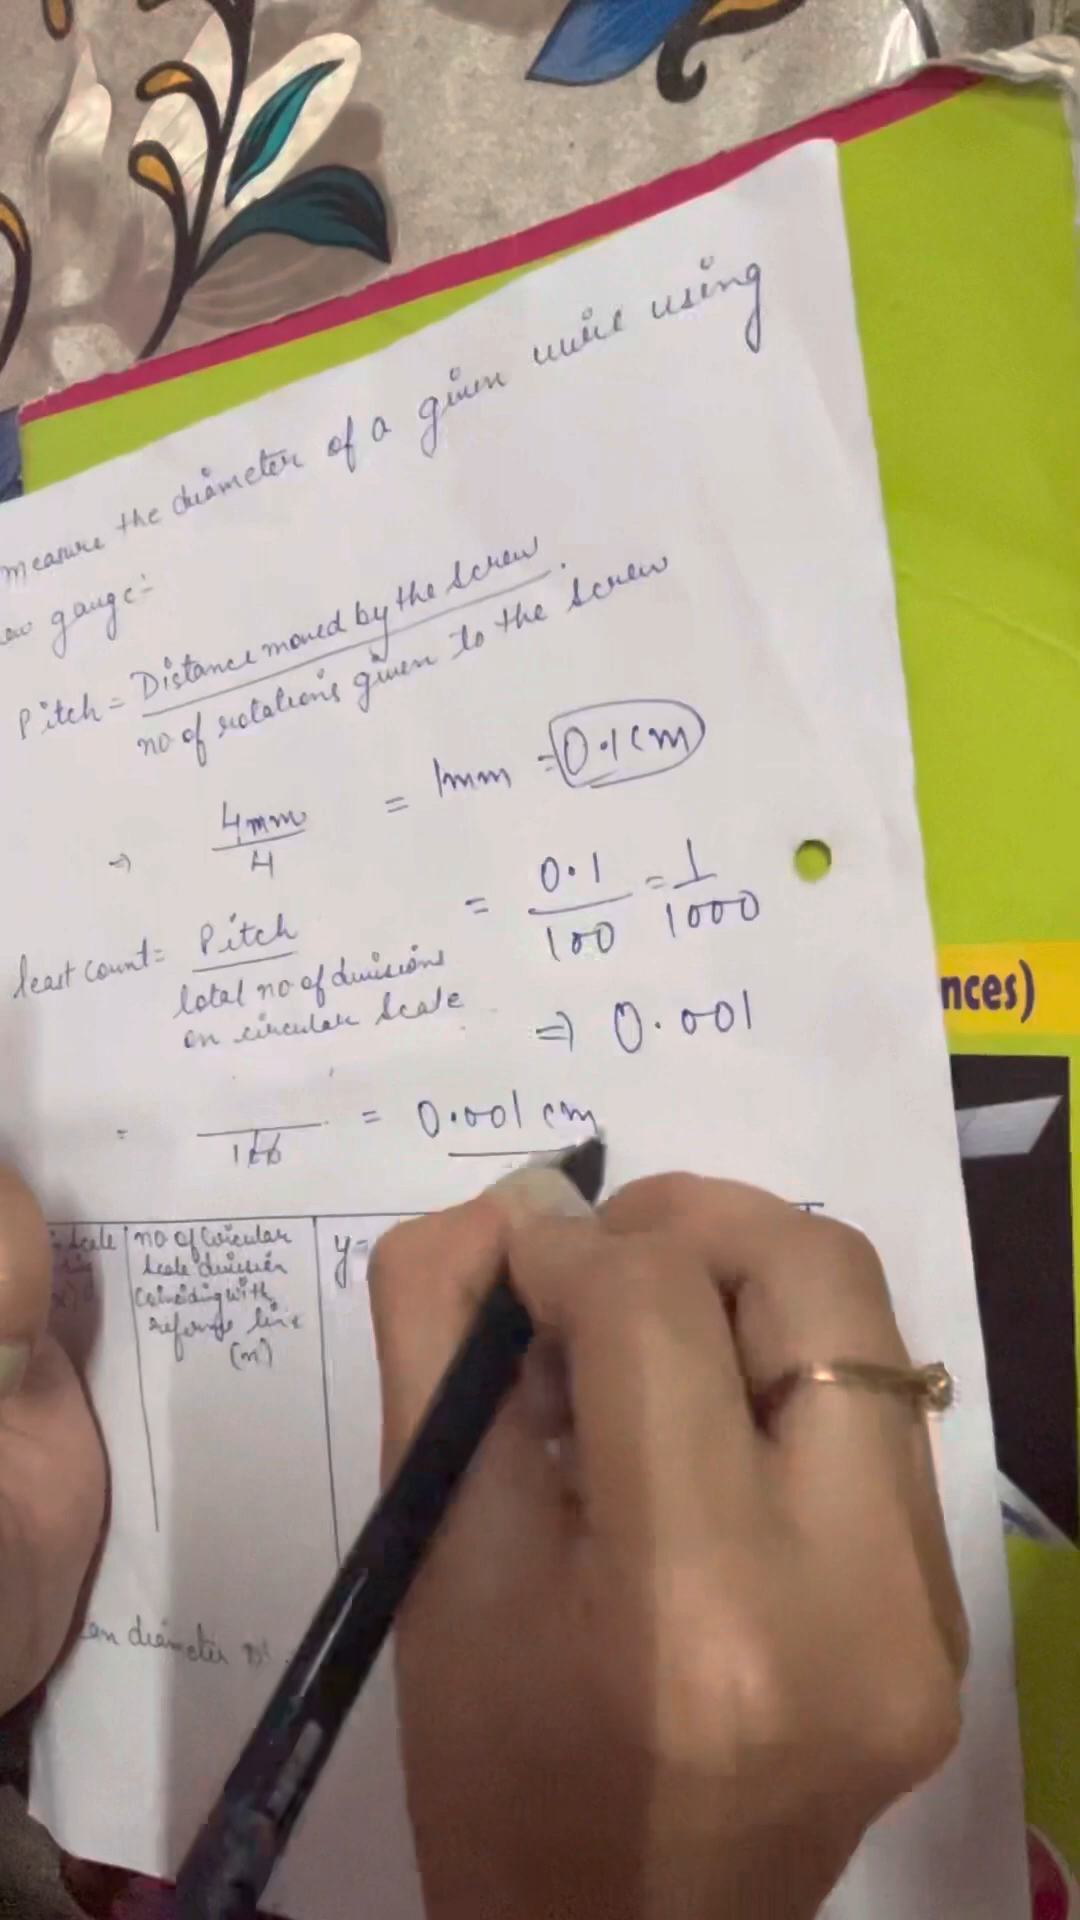 measure the diameter of a given wire using
gauge:-
Pitch = Distance moved by the screw
no of rotations given to the screw
⇒ 4mm/4 = 1mm = 0.1cm
least count = Pitch
total no of divisions
on circular scale
= 0.1/100 = 1/1000
⇒ 0.001
= /100 = 0.001 cm
scale
no of Circular
scale division
Coinciding with
line
(n)
y=
diameter
nces)